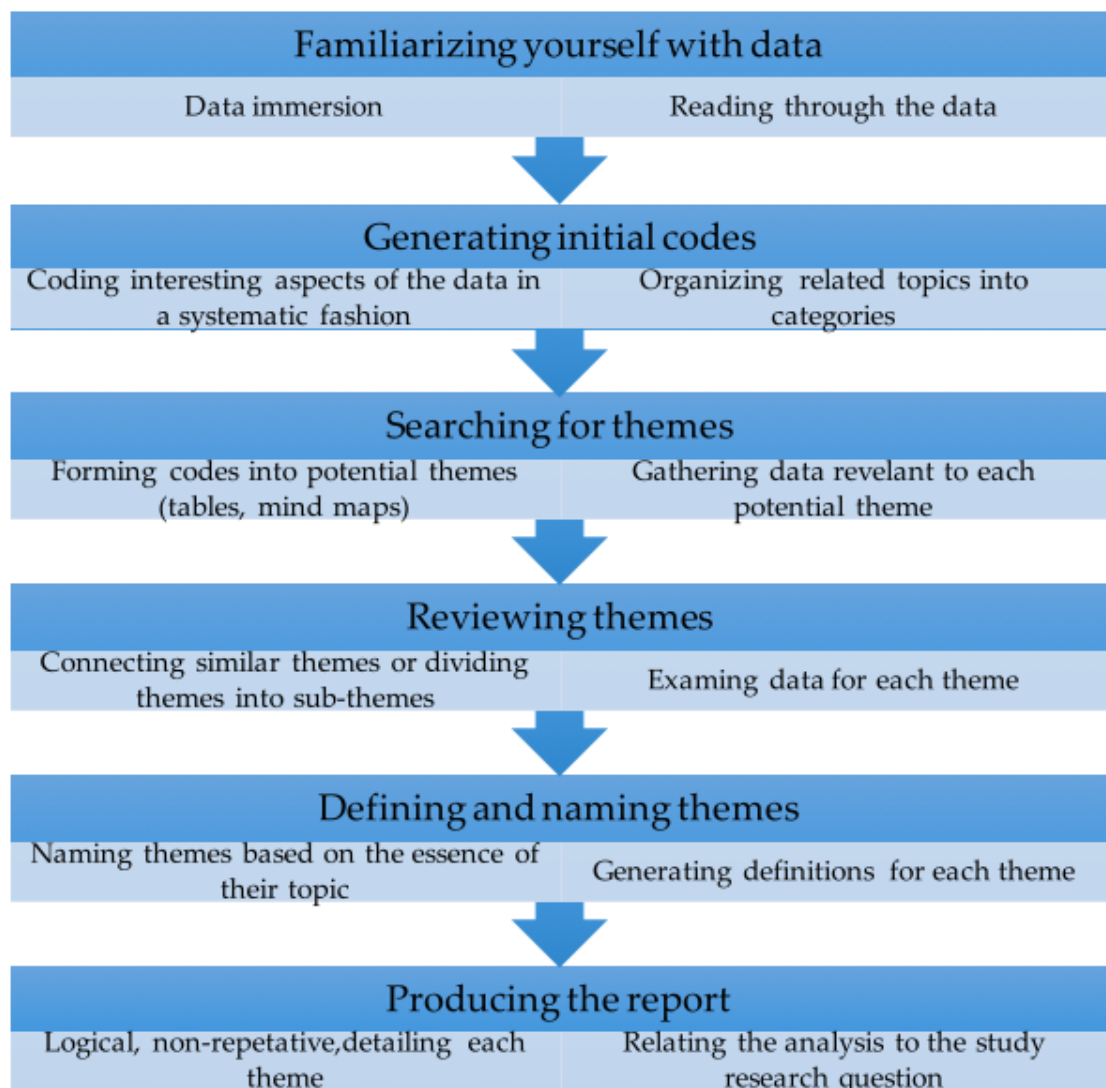 Familiarizing yourself with data
Data immersion
Reading through the data
Generating initial codes
Coding interesting aspects of the data in
a systematic fashion
Organizing related topics into
categories
Searching for themes
Forming codes into potential themes
(tables, mind maps)
Gathering data revelant to each
potential theme
Reviewing themes
Connecting similar themes or dividing
themes into sub-themes
Examing data for each theme
Defining and naming themes
Naming themes based on the essence of
their topic
Generating definitions for each theme
Producing the report
Logical, non-repetative,detailing each
theme
Relating the analysis to the study
research question